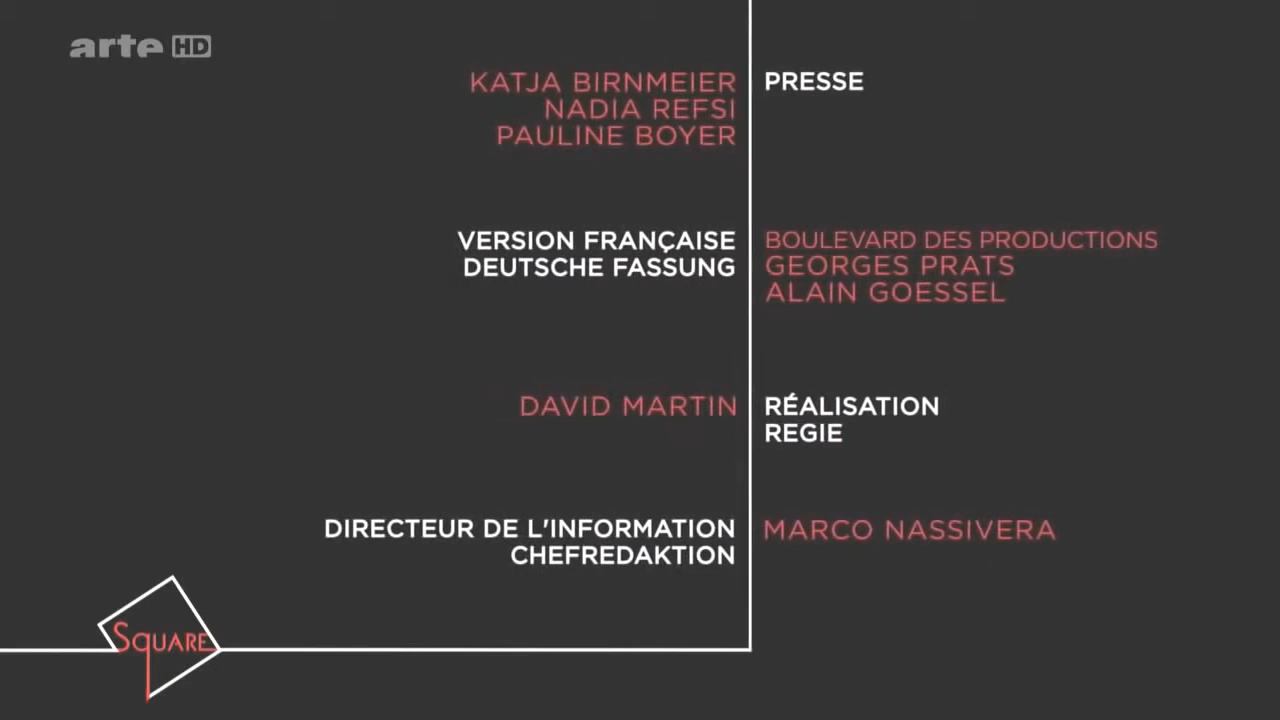 arte HD
KATJA BIRNMEIER PRESSE
NADIA REFSI
PAULINE BOYER
VERSION FRANÇAISE BOULEVARD DES PRODUCTIONS
DEUTSCHE FASSUNG GEORGES PRATS
ALAIN GOESSEL
DAVID MARTIN RÉALISATION
REGIE
DIRECTEUR DE L'INFORMATION MARCO NASSIVERA
CHEFREDAKTION
SQUARE